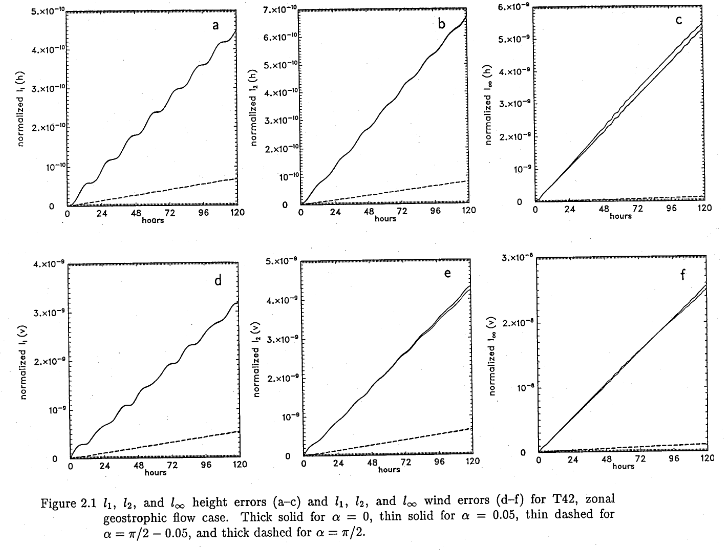 5.×10⁻¹⁰
4.×10⁻¹⁰
3.×10⁻¹⁰
2.×10⁻¹⁰
10⁻¹⁰
0
normalized l₁ (h)
a
0 24 48 72 96 120
hours
7.×10⁻¹⁰
6.×10⁻¹⁰
5.×10⁻¹⁰
4.×10⁻¹⁰
3.×10⁻¹⁰
2.×10⁻¹⁰
10⁻¹⁰
0
normalized l₂ (h)
b
0 24 48 72 96 120
hours
6.×10⁻⁹
5.×10⁻⁹
4.×10⁻⁹
3.×10⁻⁹
2.×10⁻⁹
10⁻⁹
0
normalized l∞ (h)
c
0 24 48 72 96 120
hours
4.×10⁻⁹
3.×10⁻⁹
2.×10⁻⁹
10⁻⁹
0
normalized l₁ (v)
d
0 24 48 72 96 120
hours
5.×10⁻⁹
4.×10⁻⁹
3.×10⁻⁹
2.×10⁻⁹
10⁻⁹
0
normalized l₂ (v)
e
0 24 48 72 96 120
hours
3.×10⁻⁸
2.×10⁻⁸
10⁻⁸
0
normalized l∞ (v)
f
0 24 48 72 96 120
hours
Figure 2.1 l₁, l₂, and l∞ height errors (a–c) and l₁, l₂, and l∞ wind errors (d–f) for T42, zonal
geostrophic flow case. Thick solid for α = 0, thin solid for α = 0.05, thin dashed for
α = π/2 − 0.05, and thick dashed for α = π/2.